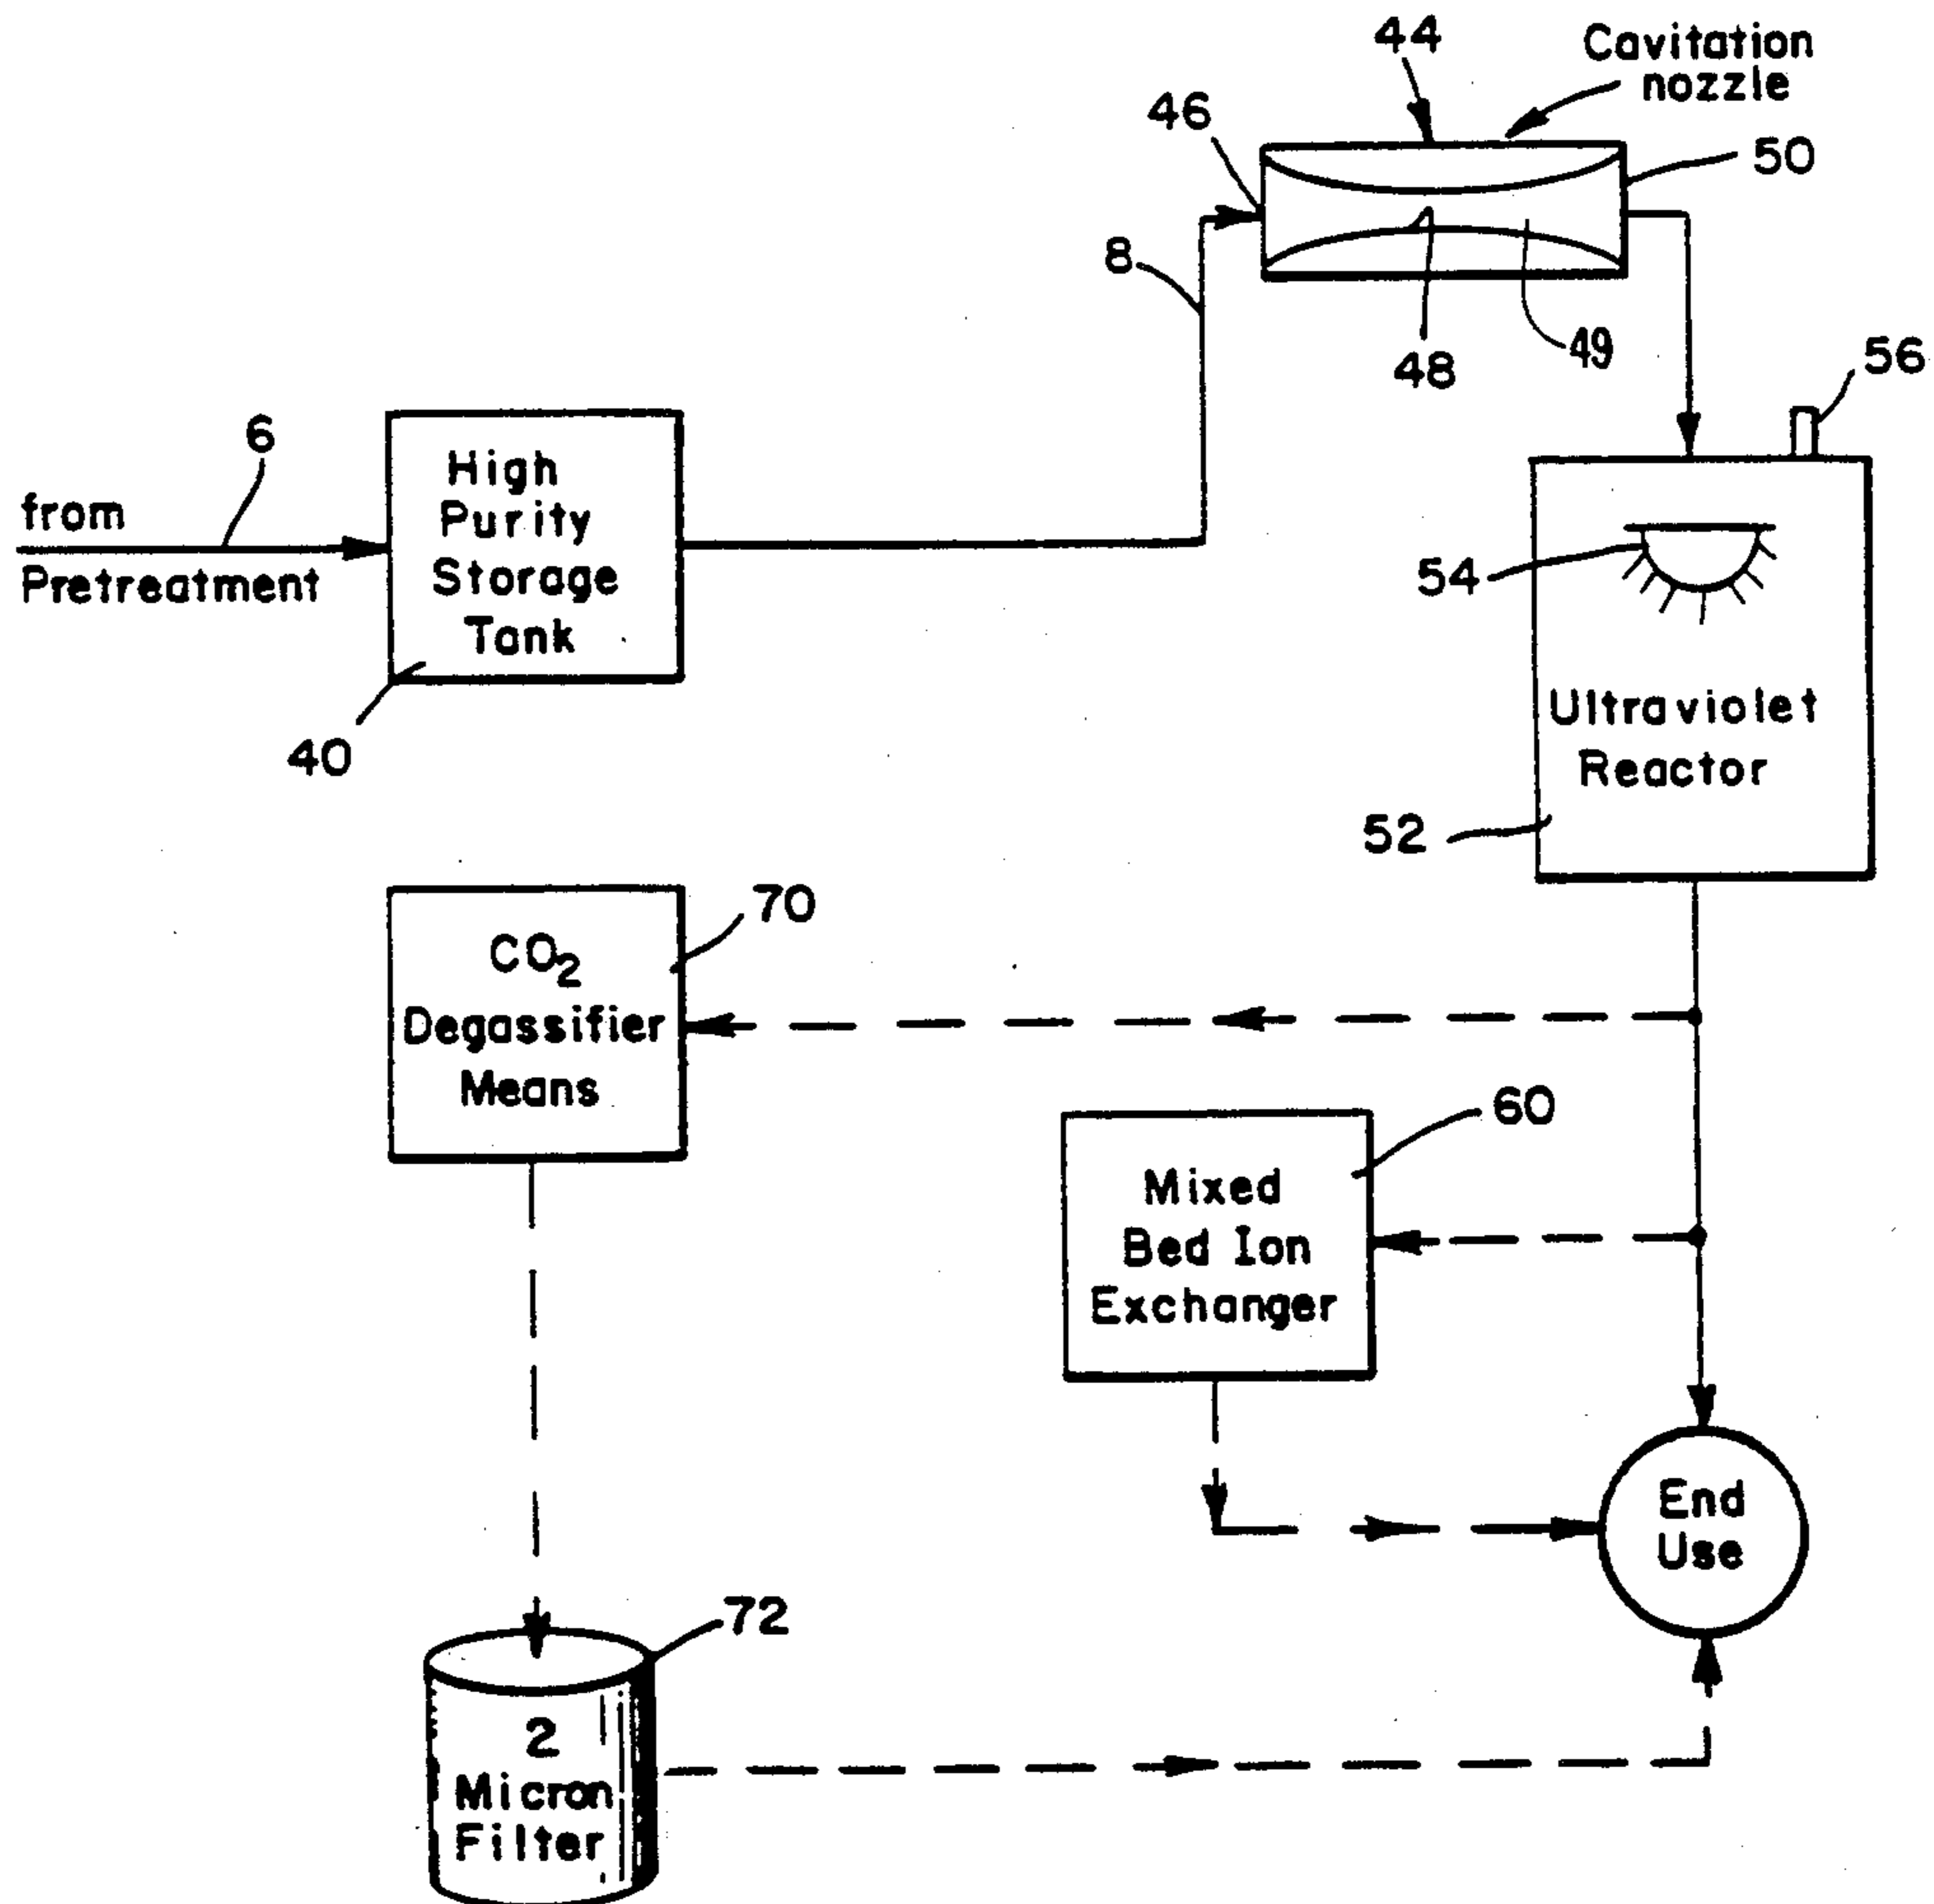 44
Cavitation
nozzle
46
50
8
48
49
56
6
from
Pretreatment
High
Purity
Storage
Tank
40
54
Ultraviolet
Reactor
52
70
CO₂
Degassifier
Means
60
Mixed
Bed Ion
Exchanger
End
Use
72
2
Micron
Filter